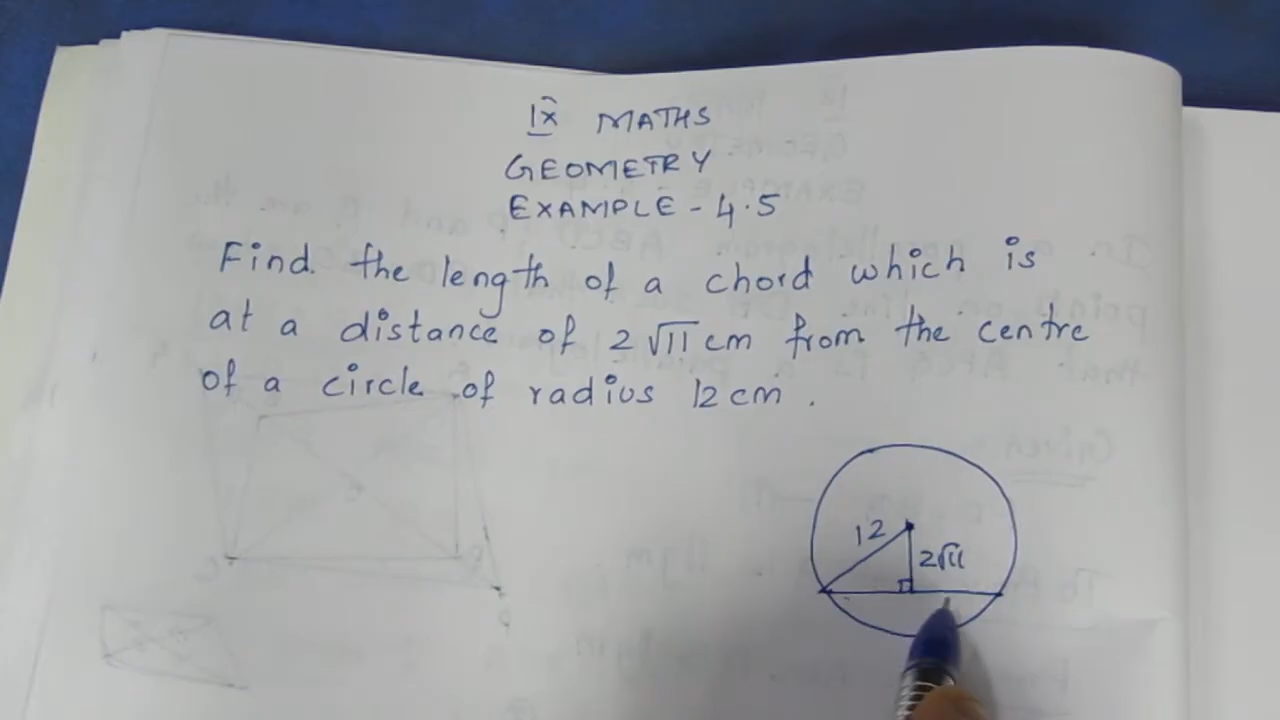 IX MATHS
GEOMETRY
EXAMPLE - 4.5
Find the length of a chord which is
at a distance of 2 √11 cm from the centre
of a circle of radius 12 cm .
12
2√11